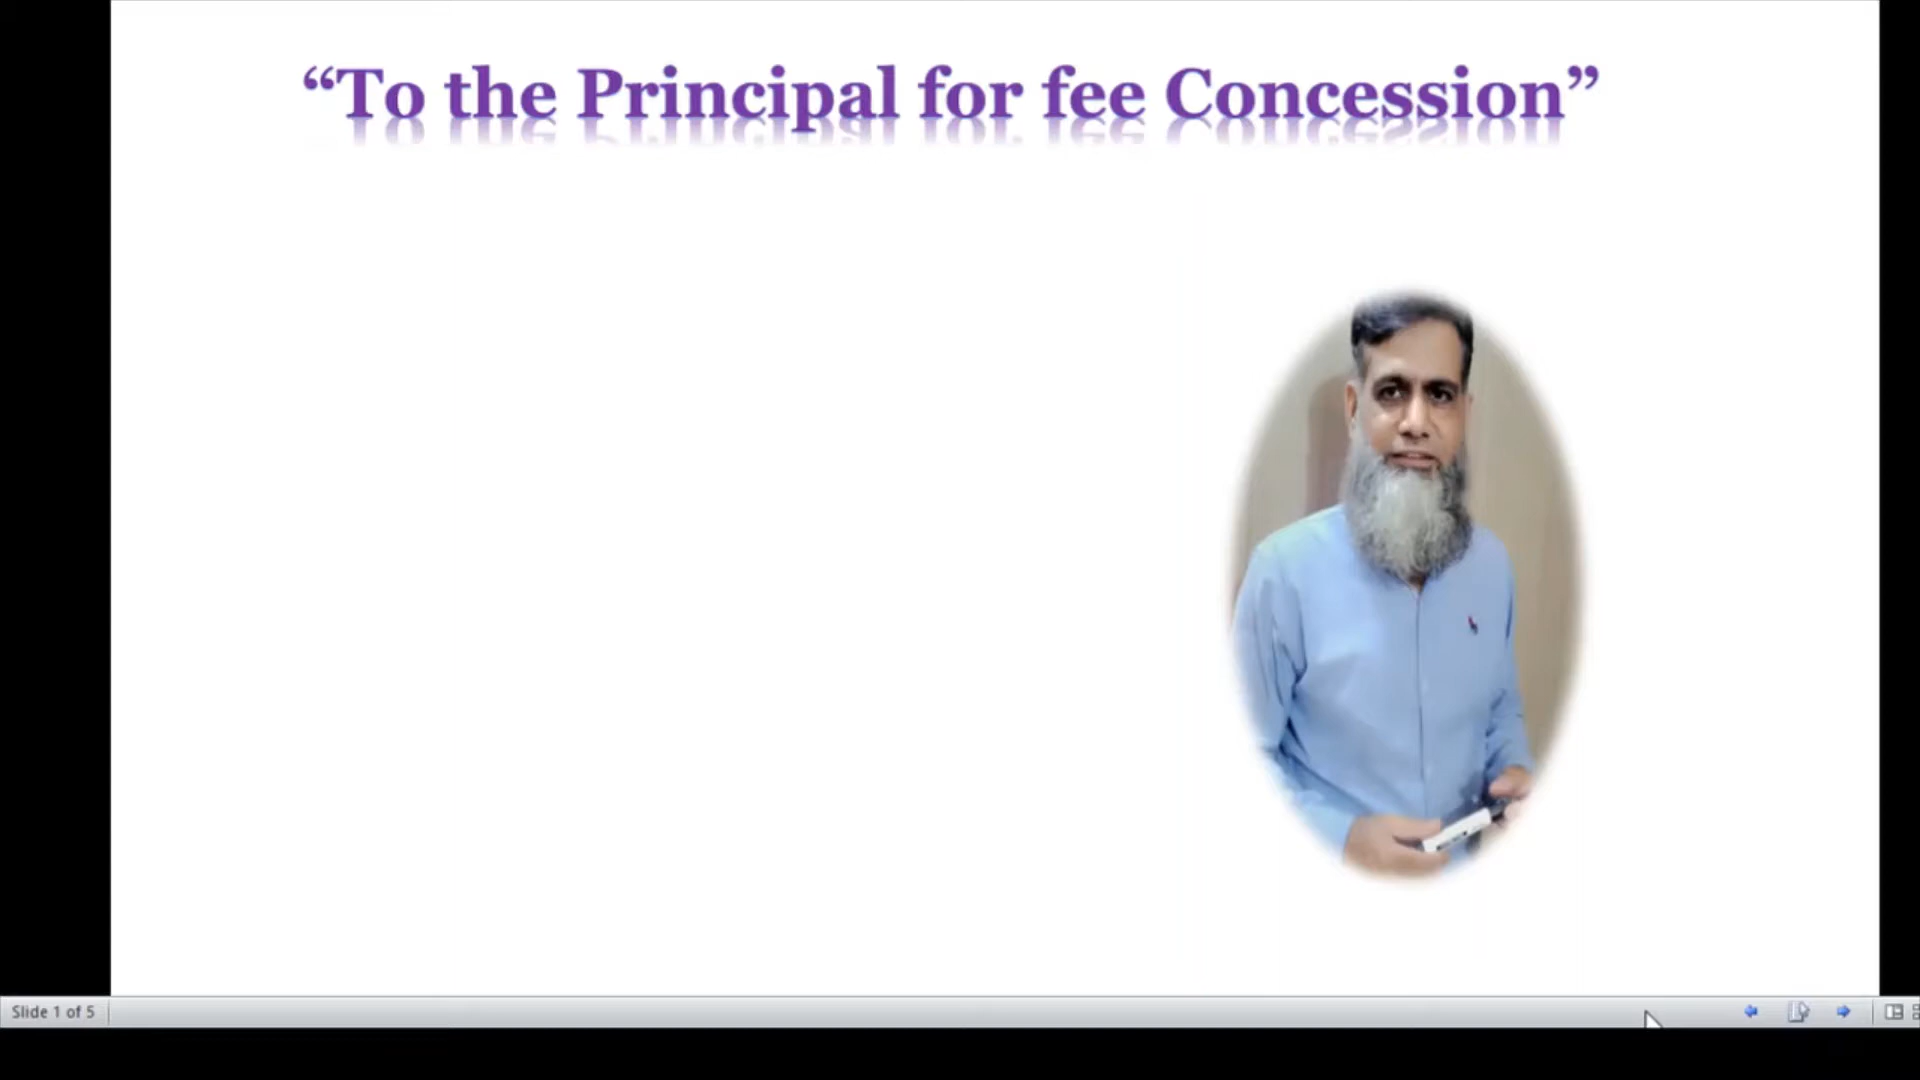 “To the Principal for fee Concession”
Slide 1 of 5